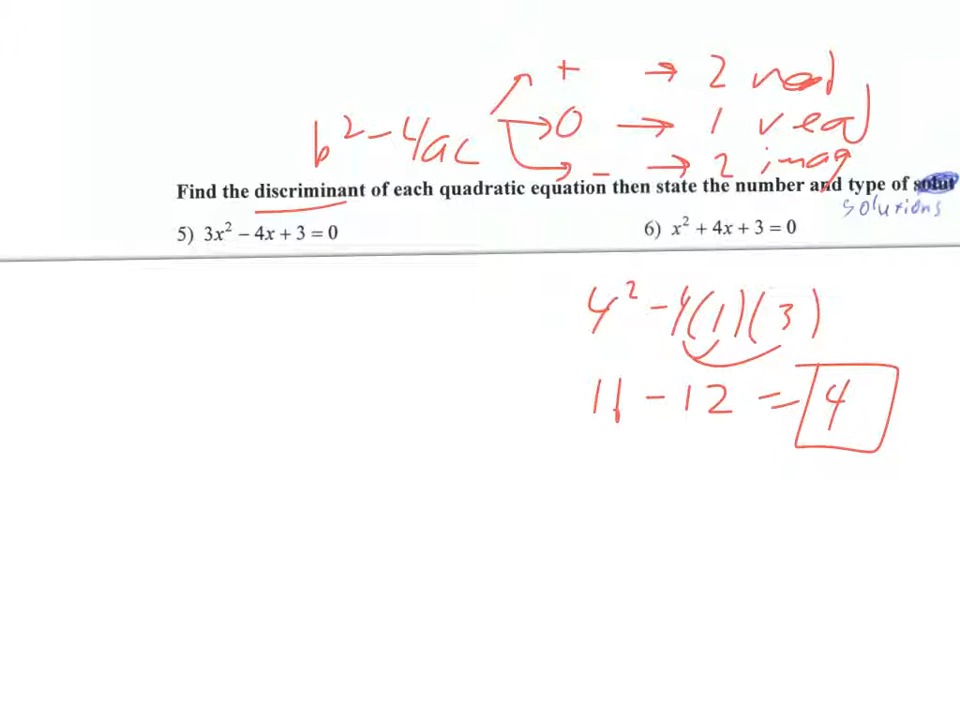 + → 2 real
b² - 4ac → 0 → 1 real
- → 2 imag
Find the discriminant of each quadratic equation then state the number and type of solut
solutions
5) 3x² − 4x + 3 = 0 6) x² + 4x + 3 = 0
4² - 4(1)(3)
16 - 12 = 4